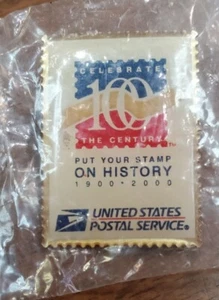 CELEBRATE
100
THE CENTURY
PUT YOUR STAMP
ON HISTORY
1900 • 2000
UNITED STATES
POSTAL SERVICE®